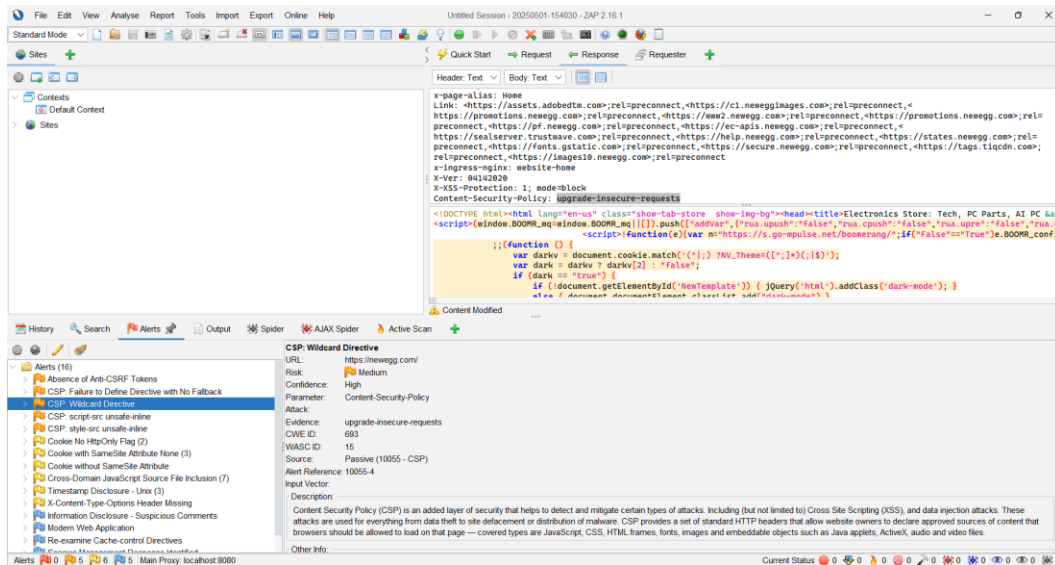 File Edit View Analyse Report Tools Import Export Online Help
Untitled Session - 20250501-154030 - ZAP 2.16.1
Standard Mode
Sites
Quick Start Request Response Requester
Header: Text Body: Text
Contexts
Default Context
Sites
x-page-alias: Home
Link: <https://assets.adobedtm.com>;rel=preconnect,<https://c1.neweggimages.com>;rel=preconnect,<
https://promotions.newegg.com>;rel=preconnect,<https://www2.newegg.com>;rel=preconnect,<https://promotions.newegg.com>;rel=
preconnect,<https://pf.newegg.com>;rel=preconnect,<https://ec-apis.newegg.com>;rel=preconnect,<
https://sealserver.trustwave.com>;rel=preconnect,<https://help.newegg.com>;rel=preconnect,<https://states.newegg.com>;rel=
preconnect,<https://fonts.gstatic.com>;rel=preconnect,<https://secure.newegg.com>;rel=preconnect,<https://tags.tiqcdn.com>;
rel=preconnect,<https://images10.newegg.com>;rel=preconnect
x-ingress-nginx: website-home
X-Ver: 04142020
X-XSS-Protection: 1; mode=block
Content-Security-Policy: upgrade-insecure-requests
<!DOCTYPE html><html lang="en-us" class="show-tab-store show-img-bg"><head><title>Electronics Store: Tech, PC Parts, AI PC &a
<script>(window.BOOMR_mq=window.BOOMR_mq||[]).push(["addVar",{"rua.upush":"false","rua.cpush":"false","rua.upre":"false","rua.
<script>!function(e){var n="https://s.go-mpulse.net/boomerang/";if("False"=="True")e.BOOMR_conf
;;(function () {
var darkv = document.cookie.match('(^|;) ?NV_Theme=([^;]*)(;|$)');
var dark = darkv ? darkv[2] : "false";
if (dark == "true") {
if (!document.getElementById('NewTemplate')) { jQuery('html').addClass('dark-mode'); }
else { document.documentElement.classList.add("dark-mode") }
Content Modified
History Search Alerts Output Spider AJAX Spider Active Scan
Alerts (16)
Absence of Anti-CSRF Tokens
CSP: Failure to Define Directive with No Fallback
CSP: Wildcard Directive
CSP: script-src unsafe-inline
CSP: style-src unsafe-inline
Cookie No HttpOnly Flag (2)
Cookie with SameSite Attribute None (3)
Cookie without SameSite Attribute
Cross-Domain JavaScript Source File Inclusion (7)
Timestamp Disclosure - Unix (3)
X-Content-Type-Options Header Missing
Information Disclosure - Suspicious Comments
Modern Web Application
Re-examine Cache-control Directives
Session Management Response Identified
CSP: Wildcard Directive
URL: https://newegg.com/
Risk: Medium
Confidence: High
Parameter: Content-Security-Policy
Attack:
Evidence: upgrade-insecure-requests
CWE ID: 693
WASC ID: 15
Source: Passive (10055 - CSP)
Alert Reference: 10055-4
Input Vector:
Description:
Content Security Policy (CSP) is an added layer of security that helps to detect and mitigate certain types of attacks. Including (but not limited to) Cross Site Scripting (XSS), and data injection attacks. These
attacks are used for everything from data theft to site defacement or distribution of malware. CSP provides a set of standard HTTP headers that allow website owners to declare approved sources of content that
browsers should be allowed to load on that page — covered types are JavaScript, CSS, HTML frames, fonts, images and embeddable objects such as Java applets, ActiveX, audio and video files.
Other Info:
Alerts 0 5 6 5 Main Proxy: localhost:8080
Current Status 0 0 0 0 0 0 0 0 0